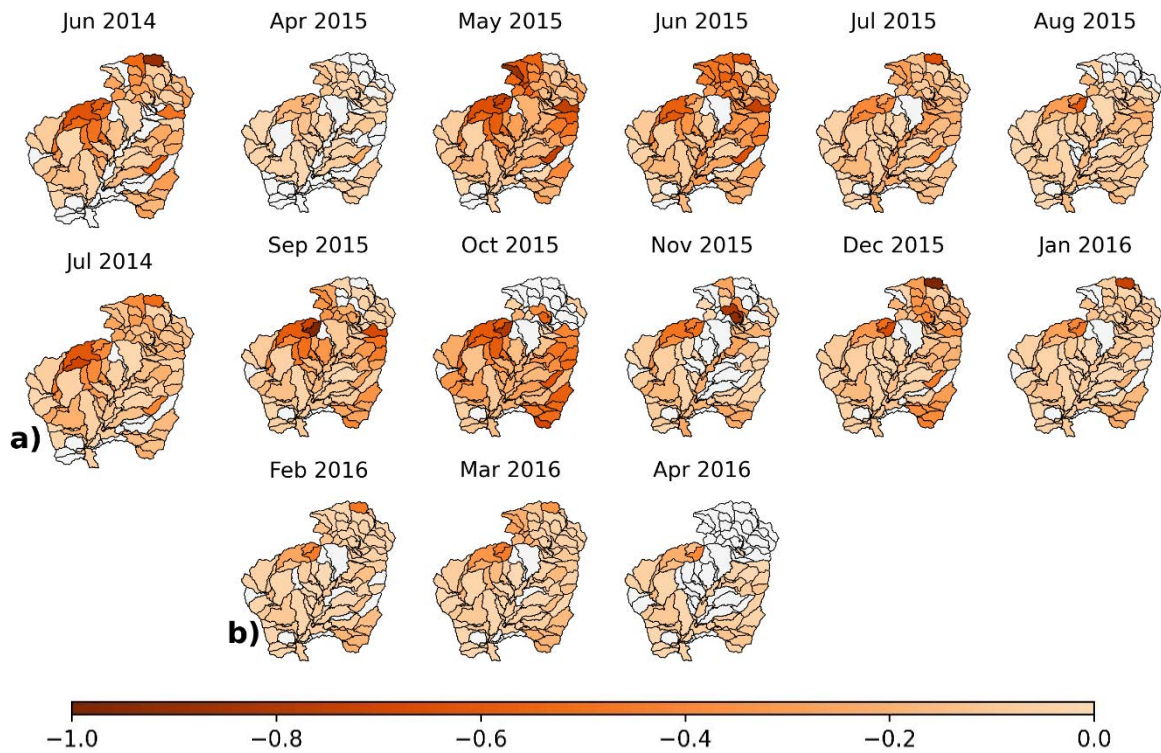 Jun 2014
Apr 2015
May 2015
Jun 2015
Jul 2015
Aug 2015
Jul 2014
Sep 2015
Oct 2015
Nov 2015
Dec 2015
Jan 2016
a)
Feb 2016
Mar 2016
Apr 2016
b)
−1.0 −0.8 −0.6 −0.4 −0.2 0.0